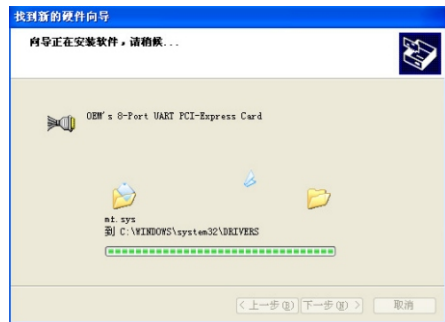 找到新的硬件向导
向导正在安装软件，请稍候...
OEM's 8-Port UART PCI-Express Card
mt.sys
到 C:\WINDOWS\system32\DRIVERS
< 上一步(B)
下一步(N) >
取消